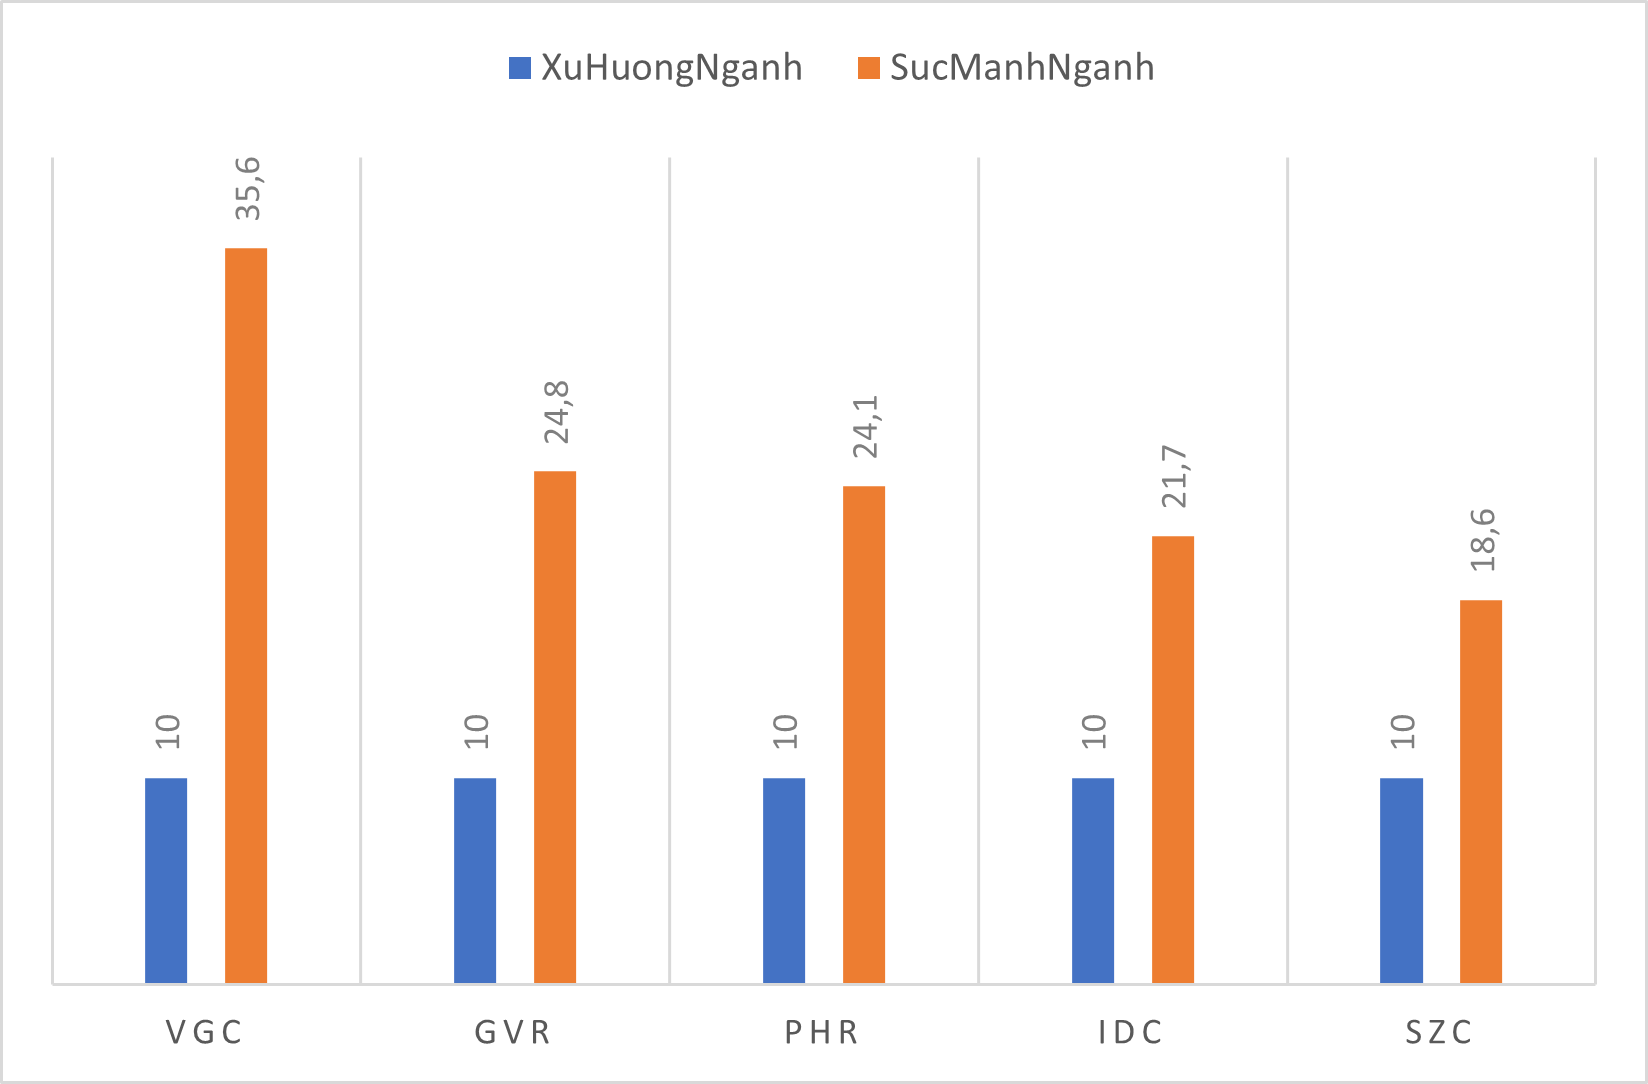 XuHuongNganh SucManhNganh
35,6
24,8
24,1
21,7
18,6
10 10 10 10 10
VGC GVR PHR IDC SZC